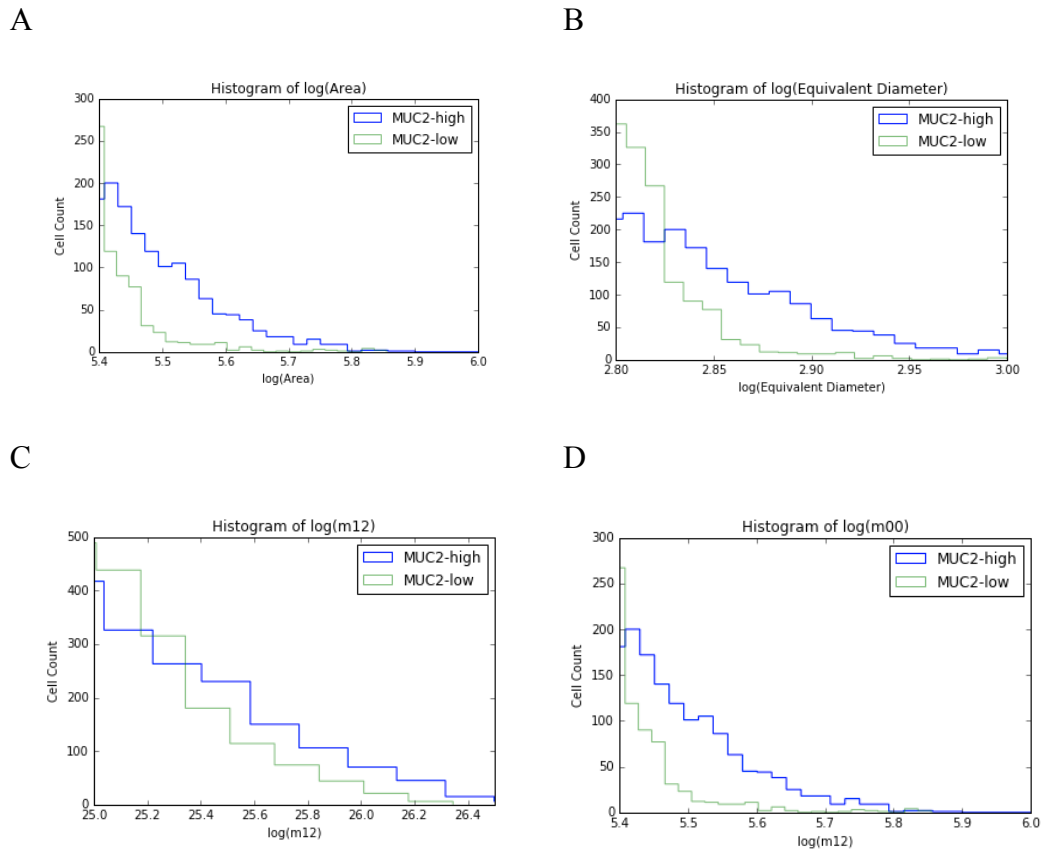 A
B
Histogram of log(Area)
300
250
200
150
100
50
0
Cell Count
MUC2-high
MUC2-low
5.4 5.5 5.6 5.7 5.8 5.9 6.0
log(Area)
Histogram of log(Equivalent Diameter)
400
350
300
250
200
150
100
50
0
Cell Count
MUC2-high
MUC2-low
2.80 2.85 2.90 2.95 3.00
log(Equivalent Diameter)
C
D
Histogram of log(m12)
500
400
300
200
100
0
Cell Count
MUC2-high
MUC2-low
25.0 25.2 25.4 25.6 25.8 26.0 26.2 26.4
log(m12)
Histogram of log(m00)
300
250
200
150
100
50
0
Cell Count
MUC2-high
MUC2-low
5.4 5.5 5.6 5.7 5.8 5.9 6.0
log(m12)